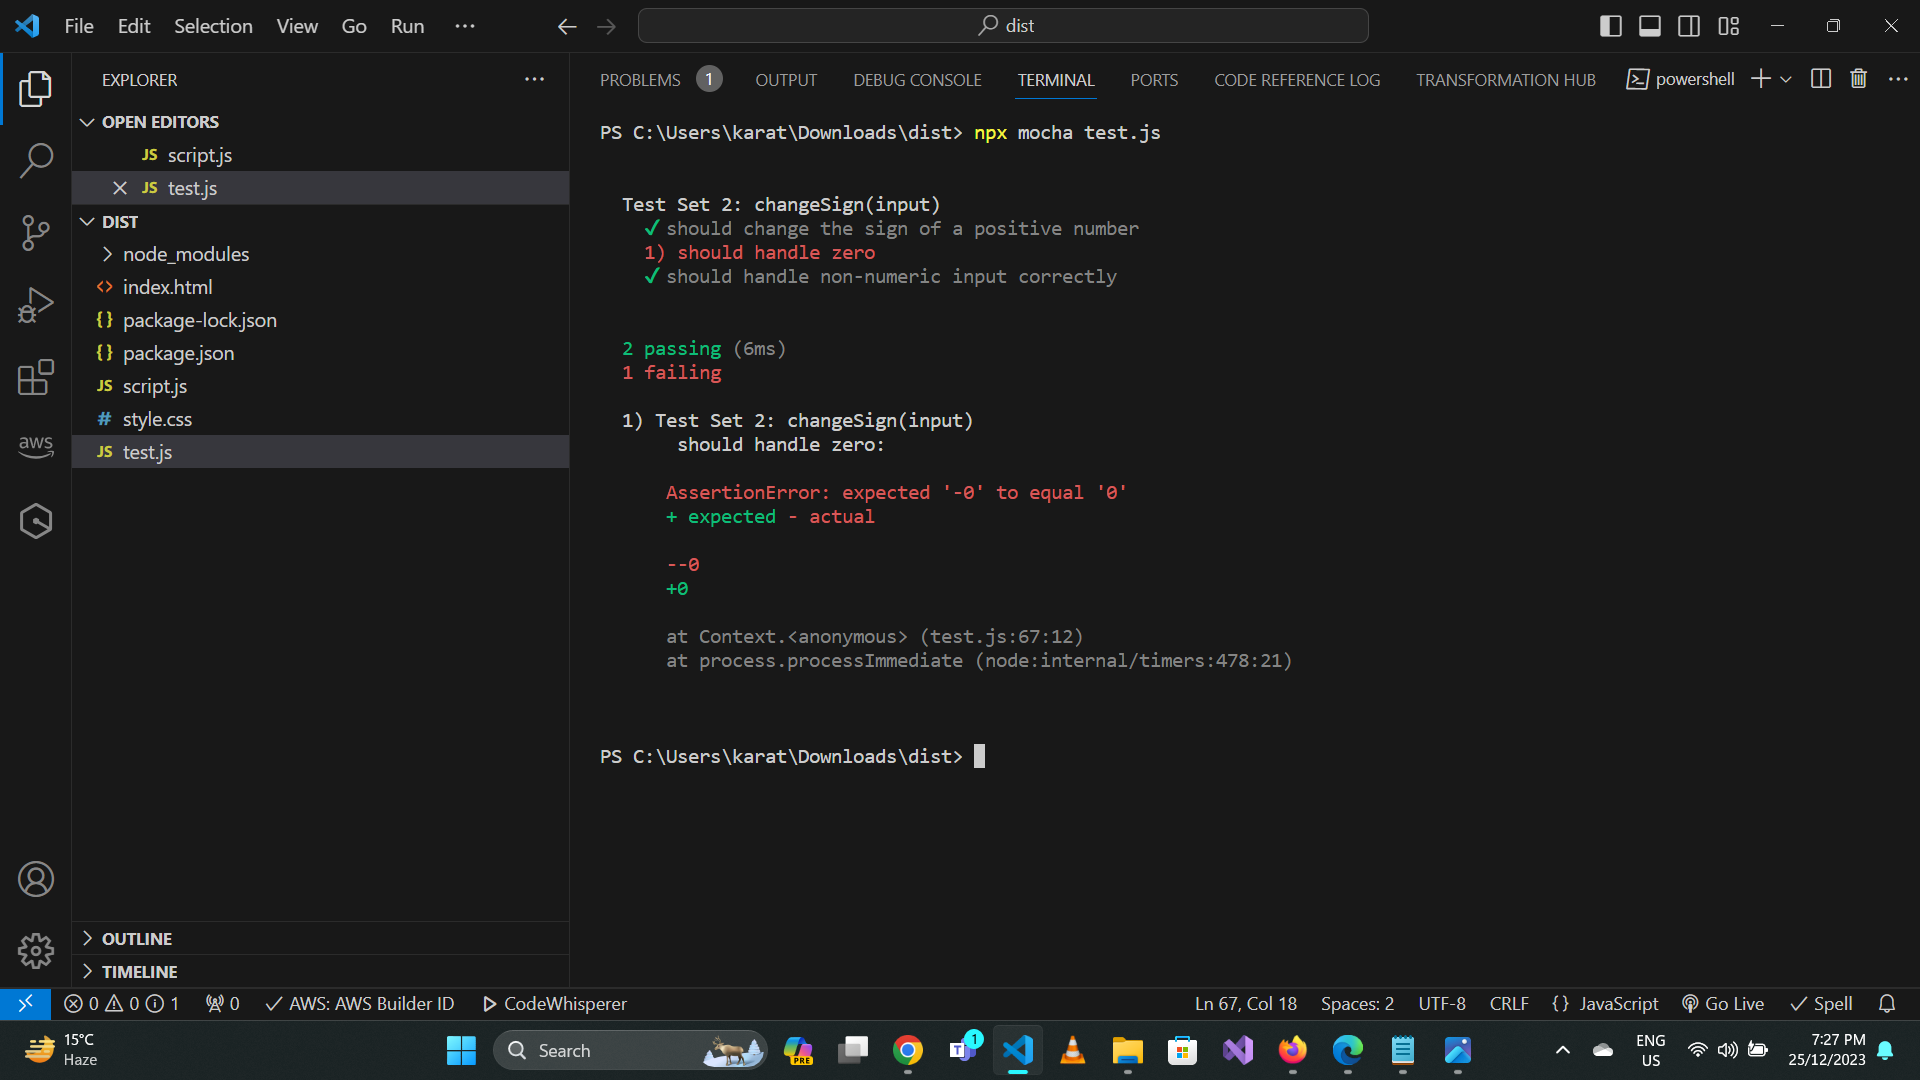 File Edit Selection View Go Run ···
dist
EXPLORER ···
OPEN EDITORS
JS script.js
JS test.js
DIST
node_modules
<> index.html
{} package-lock.json
{} package.json
JS script.js
# style.css
JS test.js
aws
OUTLINE
TIMELINE
PROBLEMS 1 OUTPUT DEBUG CONSOLE TERMINAL PORTS CODE REFERENCE LOG TRANSFORMATION HUB powershell ···
PS C:\Users\karat\Downloads\dist> npx mocha test.js
Test Set 2: changeSign(input)
✓ should change the sign of a positive number
1) should handle zero
✓ should handle non-numeric input correctly
2 passing (6ms)
1 failing
1) Test Set 2: changeSign(input)
should handle zero:
AssertionError: expected '-0' to equal '0'
+ expected - actual
--0
+0
at Context.<anonymous> (test.js:67:12)
at process.processImmediate (node:internal/timers:478:21)
PS C:\Users\karat\Downloads\dist>
0 0 1 0 AWS: AWS Builder ID CodeWhisperer Ln 67, Col 18 Spaces: 2 UTF-8 CRLF {} JavaScript Go Live Spell
15°C
Haze
Search
PRE
T
1
ENG
US
7:27 PM
25/12/2023